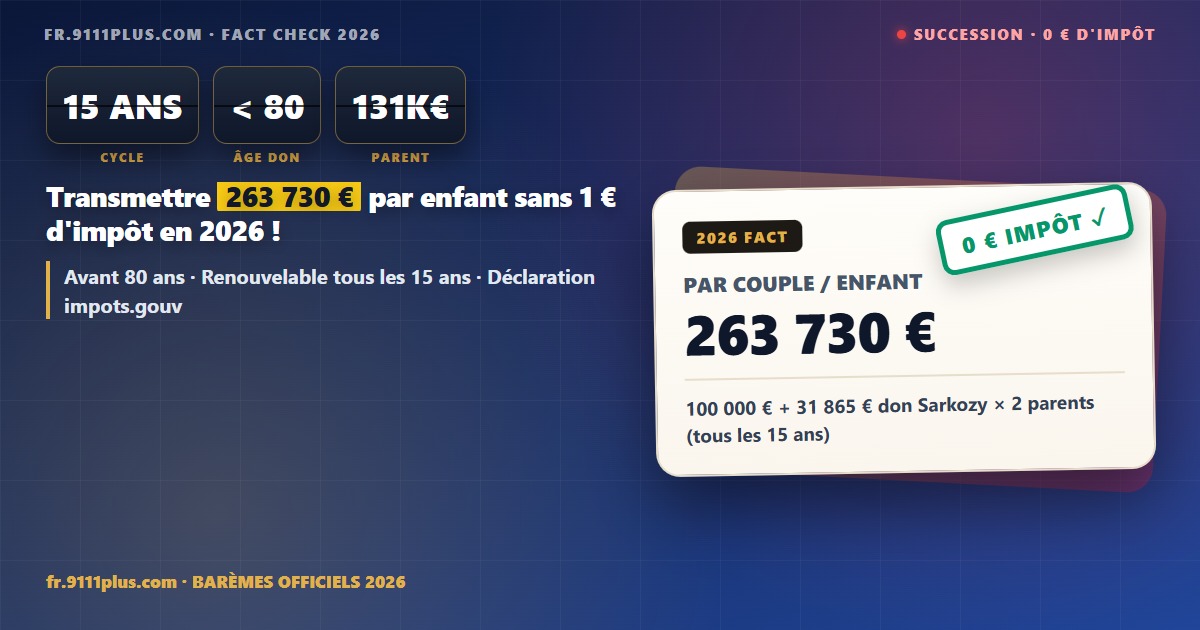 FR.9111PLUS.COM · FACT CHECK 2026
SUCCESSION · 0 € D'IMPÔT
15 ANS
< 80
131K€
CYCLE
ÂGE DON
PARENT
Transmettre 263 730 € par enfant sans 1 €
d'impôt en 2026 !
Avant 80 ans · Renouvelable tous les 15 ans · Déclaration
impots.gouv
2026 FACT
0 € IMPÔT ✓
PAR COUPLE / ENFANT
263 730 €
100 000 € + 31 865 € don Sarkozy × 2 parents
(tous les 15 ans)
fr.9111plus.com · BARÈMES OFFICIELS 2026